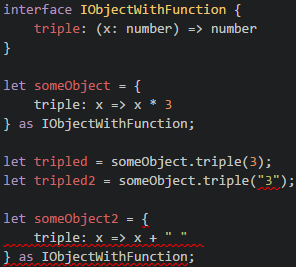 interface IObjectWithFunction {
    triple: (x: number) => number
}
let someObject = {
    triple: x => x * 3
} as IObjectWithFunction;
let tripled = someObject.triple(3);
let tripled2 = someObject.triple("3");
let someObject2 = {
    triple: x => x + " "
} as IObjectWithFunction;